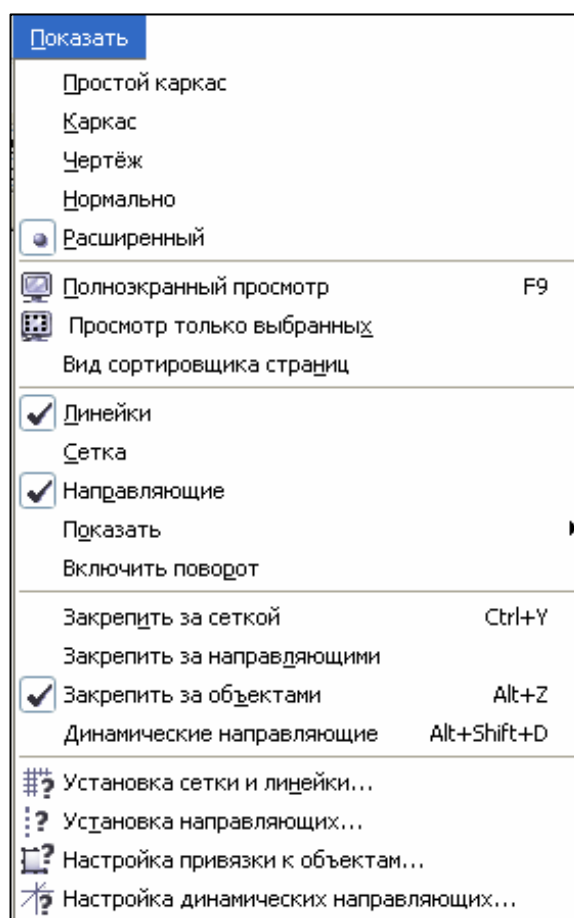 Показать
Простой каркас
Каркас
Чертёж
Нормально
Расширенный
Полноэкранный просмотр F9
Просмотр только выбранных
Вид сортировщика страниц
Линейки
Сетка
Направляющие
Показать
Включить поворот
Закрепить за сеткой Ctrl+Y
Закрепить за направляющими
Закрепить за объектами Alt+Z
Динамические направляющие Alt+Shift+D
Установка сетки и линейки...
Установка направляющих...
Настройка привязки к объектам...
Настройка динамических направляющих...